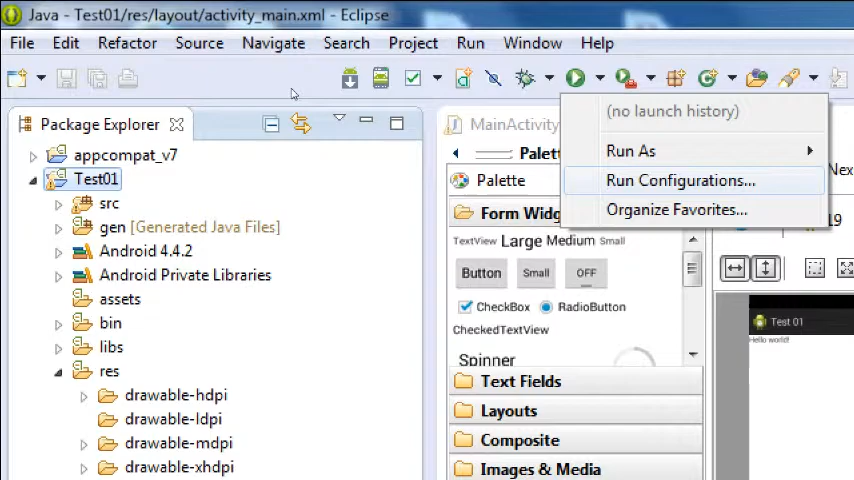 Java - Test01/res/layout/activity_main.xml - Eclipse
File Edit Refactor Source Navigate Search Project Run Window Help
Package Explorer
appcompat_v7
Test01
src
gen [Generated Java Files]
Android 4.4.2
Android Private Libraries
assets
bin
libs
res
drawable-hdpi
drawable-ldpi
drawable-mdpi
drawable-xhdpi
MainActivity
(no launch history)
Run As
Run Configurations...
Organize Favorites...
Palette
Form Widg
TextView Large Medium Small
Button Small OFF
CheckBox RadioButton
CheckedTextView
Spinner
Text Fields
Layouts
Composite
Images & Media
Nex
19
Test 01
Hello world!